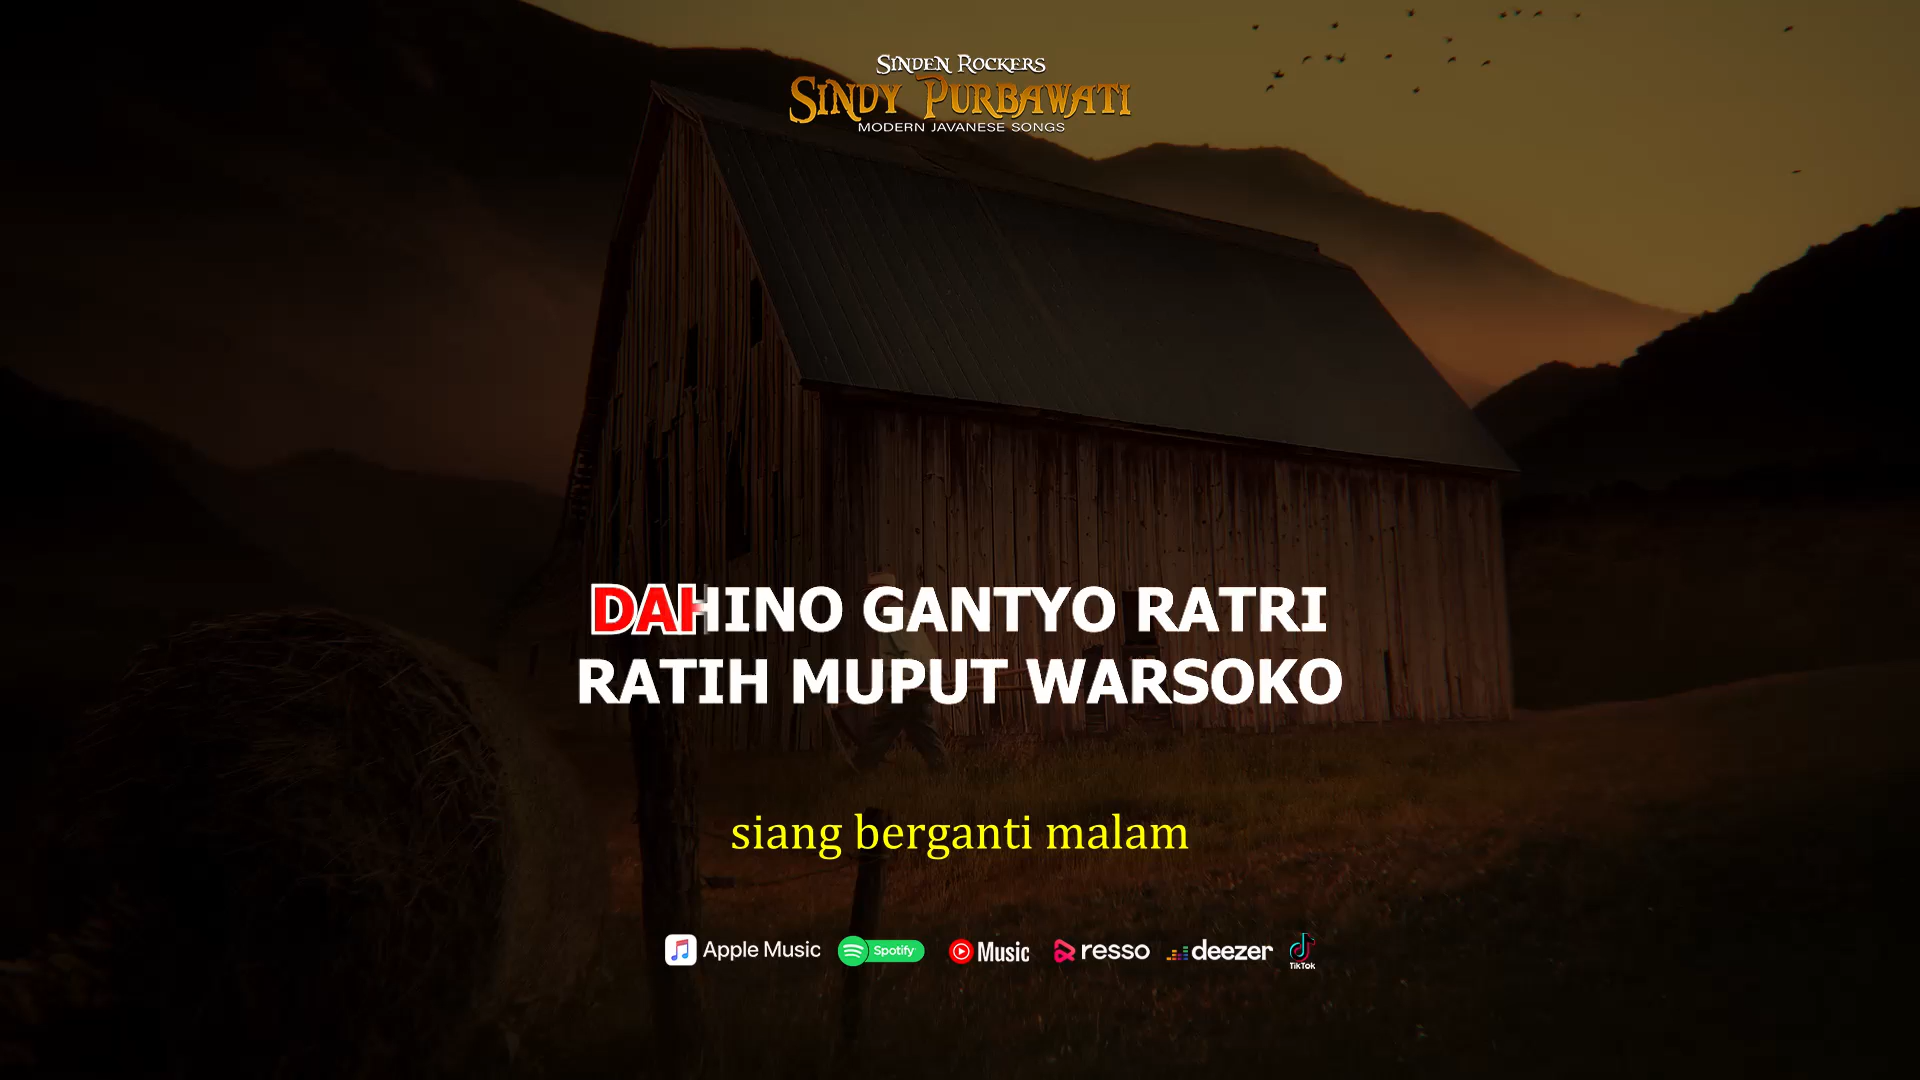 SINDEN ROCKERS
SINDY PURBAWATI
MODERN JAVANESE SONGS
DAHINO GANTYO RATRI
RATIH MUPUT WARSOKO
siang berganti malam
Apple Music Spotify Music resso deezer TikTok